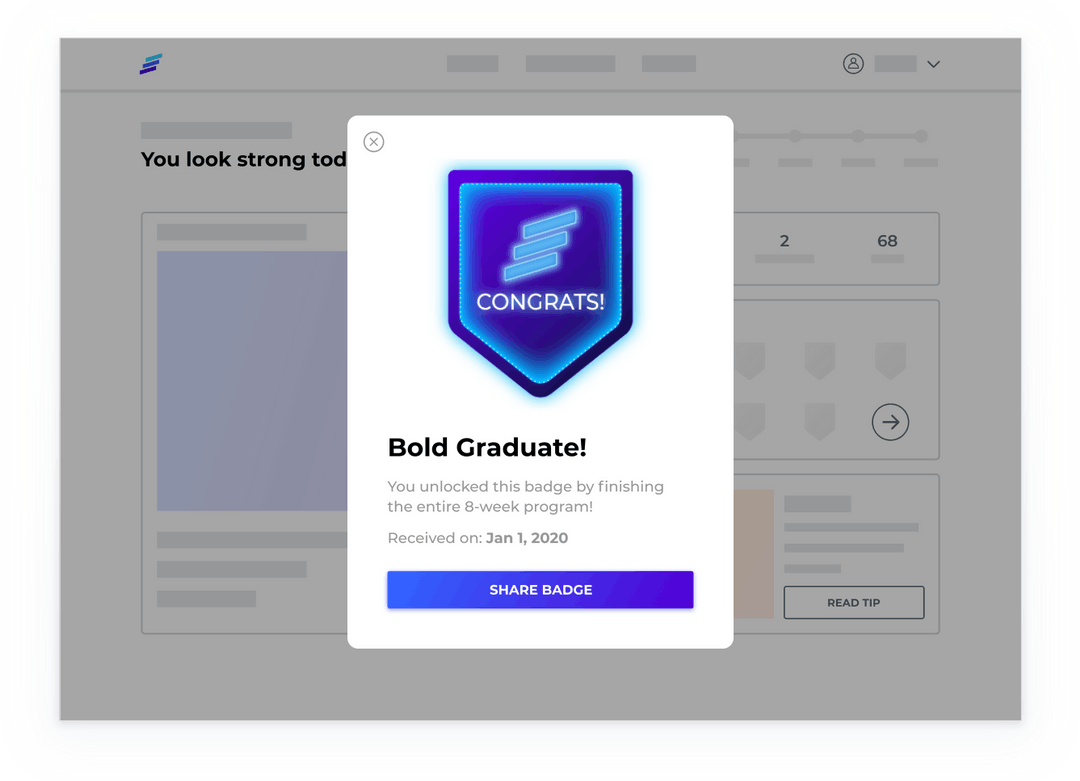 You look strong tod
2
68
CONGRATS!
Bold Graduate!
You unlocked this badge by finishing
the entire 8-week program!
Received on: Jan 1, 2020
SHARE BADGE
READ TIP